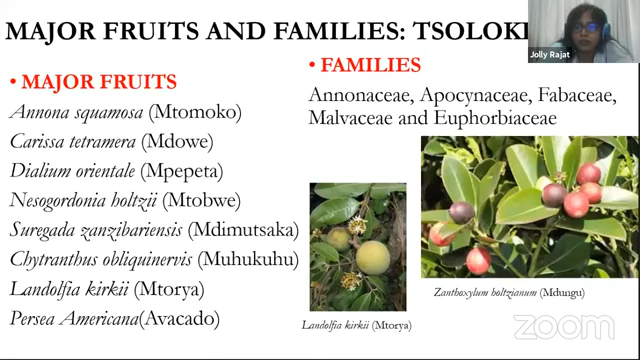 MAJOR FRUITS AND FAMILIES: TSOLOK
Jolly Rajat
• MAJOR FRUITS
Annona squamosa (Mtomoko)
Carissa tetramera (Mdowe)
Dialium orientale (Mpepeta)
Nesogordonia holtzii (Mtobwe)
Suregada zanzibariensis (Mdimutsaka)
Chytranthus obliquinervis (Muhukuhu)
Landolfia kirkii (Mtorya)
Persea Americana(Avacado)
• FAMILIES
Annonaceae, Apocynaceae, Fabaceae,
Malvaceae and Euphorbiaceae
Landolfia kirkii (Mtorya)
Zanthoxylum holtzianum (Mdungu)
zoom